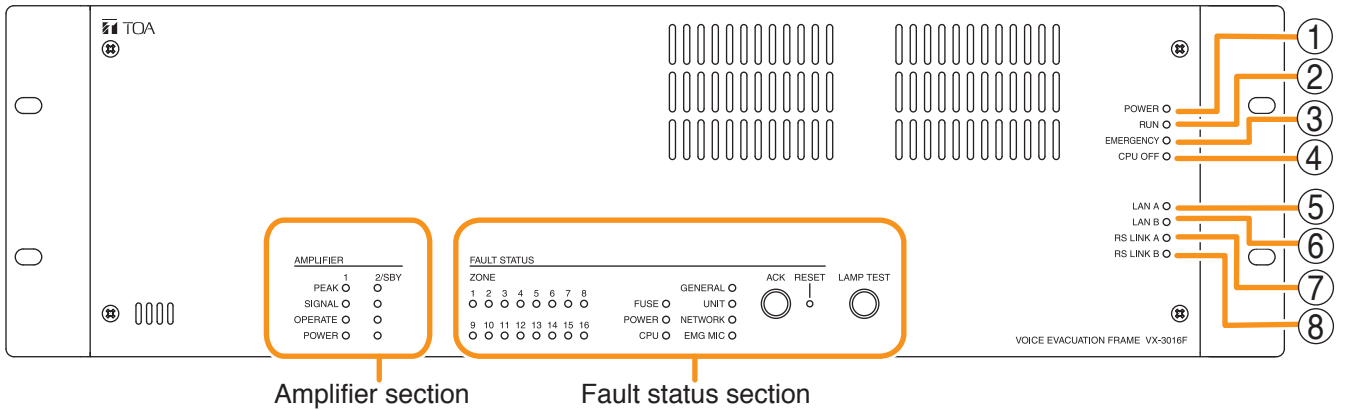 TOA
1
2
3
4
POWER
RUN
EMERGENCY
CPU OFF
LAN A
LAN B
RS LINK A
RS LINK B
5
6
7
8
AMPLIFIER
1 2/SBY
PEAK
SIGNAL
OPERATE
POWER
FAULT STATUS
ZONE
1 2 3 4 5 6 7 8
9 10 11 12 13 14 15 16
FUSE
POWER
CPU
GENERAL
UNIT
NETWORK
EMG MIC
ACK RESET LAMP TEST
VOICE EVACUATION FRAME VX-3016F
Amplifier section
Fault status section